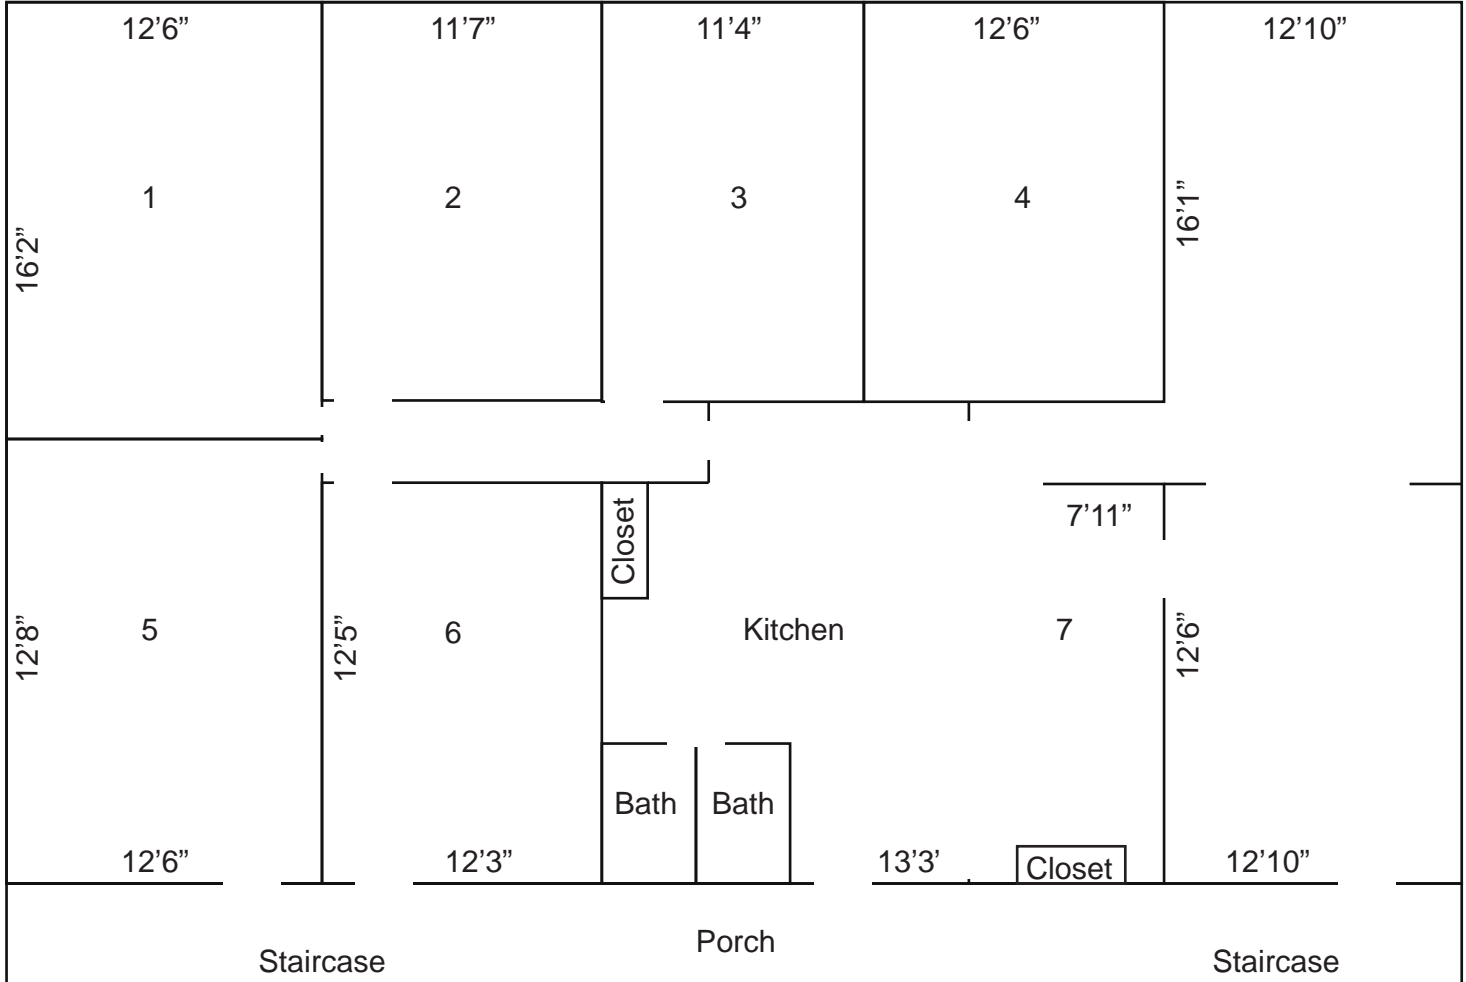 12’6”
11’7”
11’4”
12’6”
12’10”
1
2
3
4
16’1”
16’2”
Closet
7’11”
5
6
Kitchen
7
12’8”
12’5”
12’6”
Bath
Bath
12’6”
12’3”
13’3’
Closet
12’10”
Porch
Staircase
Staircase